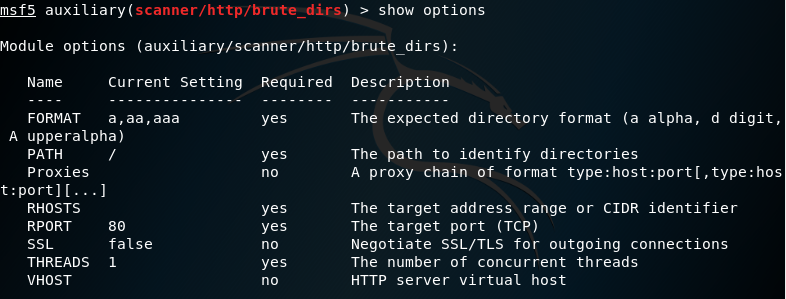 msf5 auxiliary(scanner/http/brute_dirs) > show options
Module options (auxiliary/scanner/http/brute_dirs):
Name Current Setting Required Description
---- --------------- -------- -----------
FORMAT a,aa,aaa yes The expected directory format (a alpha, d digit,
A upperalpha)
PATH / yes The path to identify directories
Proxies no A proxy chain of format type:host:port[,type:hos
t:port][...]
RHOSTS yes The target address range or CIDR identifier
RPORT 80 yes The target port (TCP)
SSL false no Negotiate SSL/TLS for outgoing connections
THREADS 1 yes The number of concurrent threads
VHOST no HTTP server virtual host